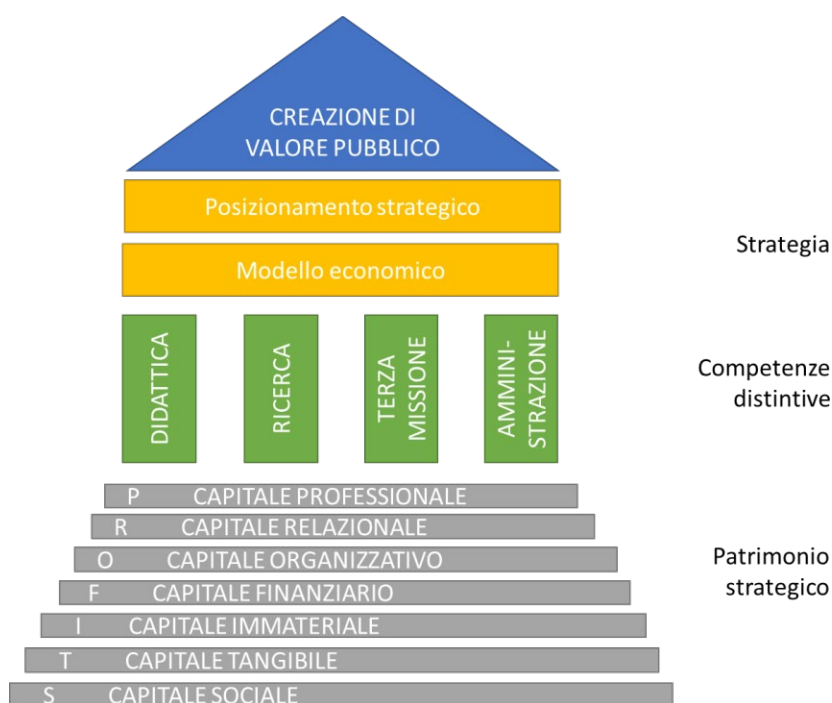 CREAZIONE DI
VALORE PUBBLICO
Posizionamento strategico
Strategia
Modello economico
DIDATTICA
RICERCA
TERZA
MISSIONE
AMMINI-
STRAZIONE
Competenze
distintive
P CAPITALE PROFESSIONALE
R CAPITALE RELAZIONALE
O CAPITALE ORGANIZZATIVO
F CAPITALE FINANZIARIO
I CAPITALE IMMATERIALE
T CAPITALE TANGIBILE
S CAPITALE SOCIALE
Patrimonio
strategico